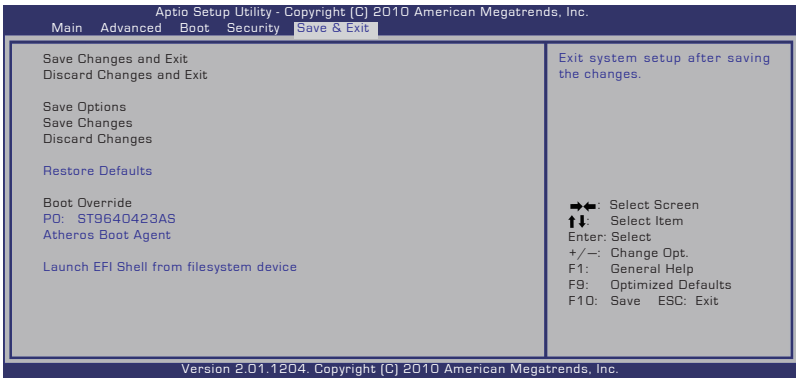 Aptio Setup Utility - Copyright (C) 2010 American Megatrends, Inc.
Main Advanced Boot Security Save & Exit
Save Changes and Exit
Discard Changes and Exit
Save Options
Save Changes
Discard Changes
Restore Defaults
Boot Override
P0: ST9640423AS
Atheros Boot Agent
Launch EFI Shell from filesystem device
Exit system setup after saving
the changes.
→←: Select Screen
↑↓: Select Item
Enter: Select
+/—: Change Opt.
F1: General Help
F9: Optimized Defaults
F10: Save ESC: Exit
Version 2.01.1204. Copyright (C) 2010 American Megatrends, Inc.